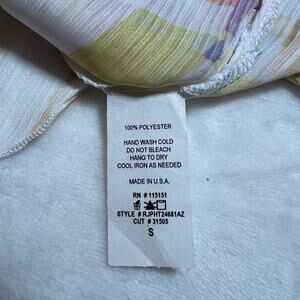 100% POLYESTER
HAND WASH COLD
DO NOT BLEACH
HANG TO DRY
COOL IRON AS NEEDED
MADE IN U.S.A.
RN # 115151
STYLE # RJPHT24681AZ
CUT # 31505
S